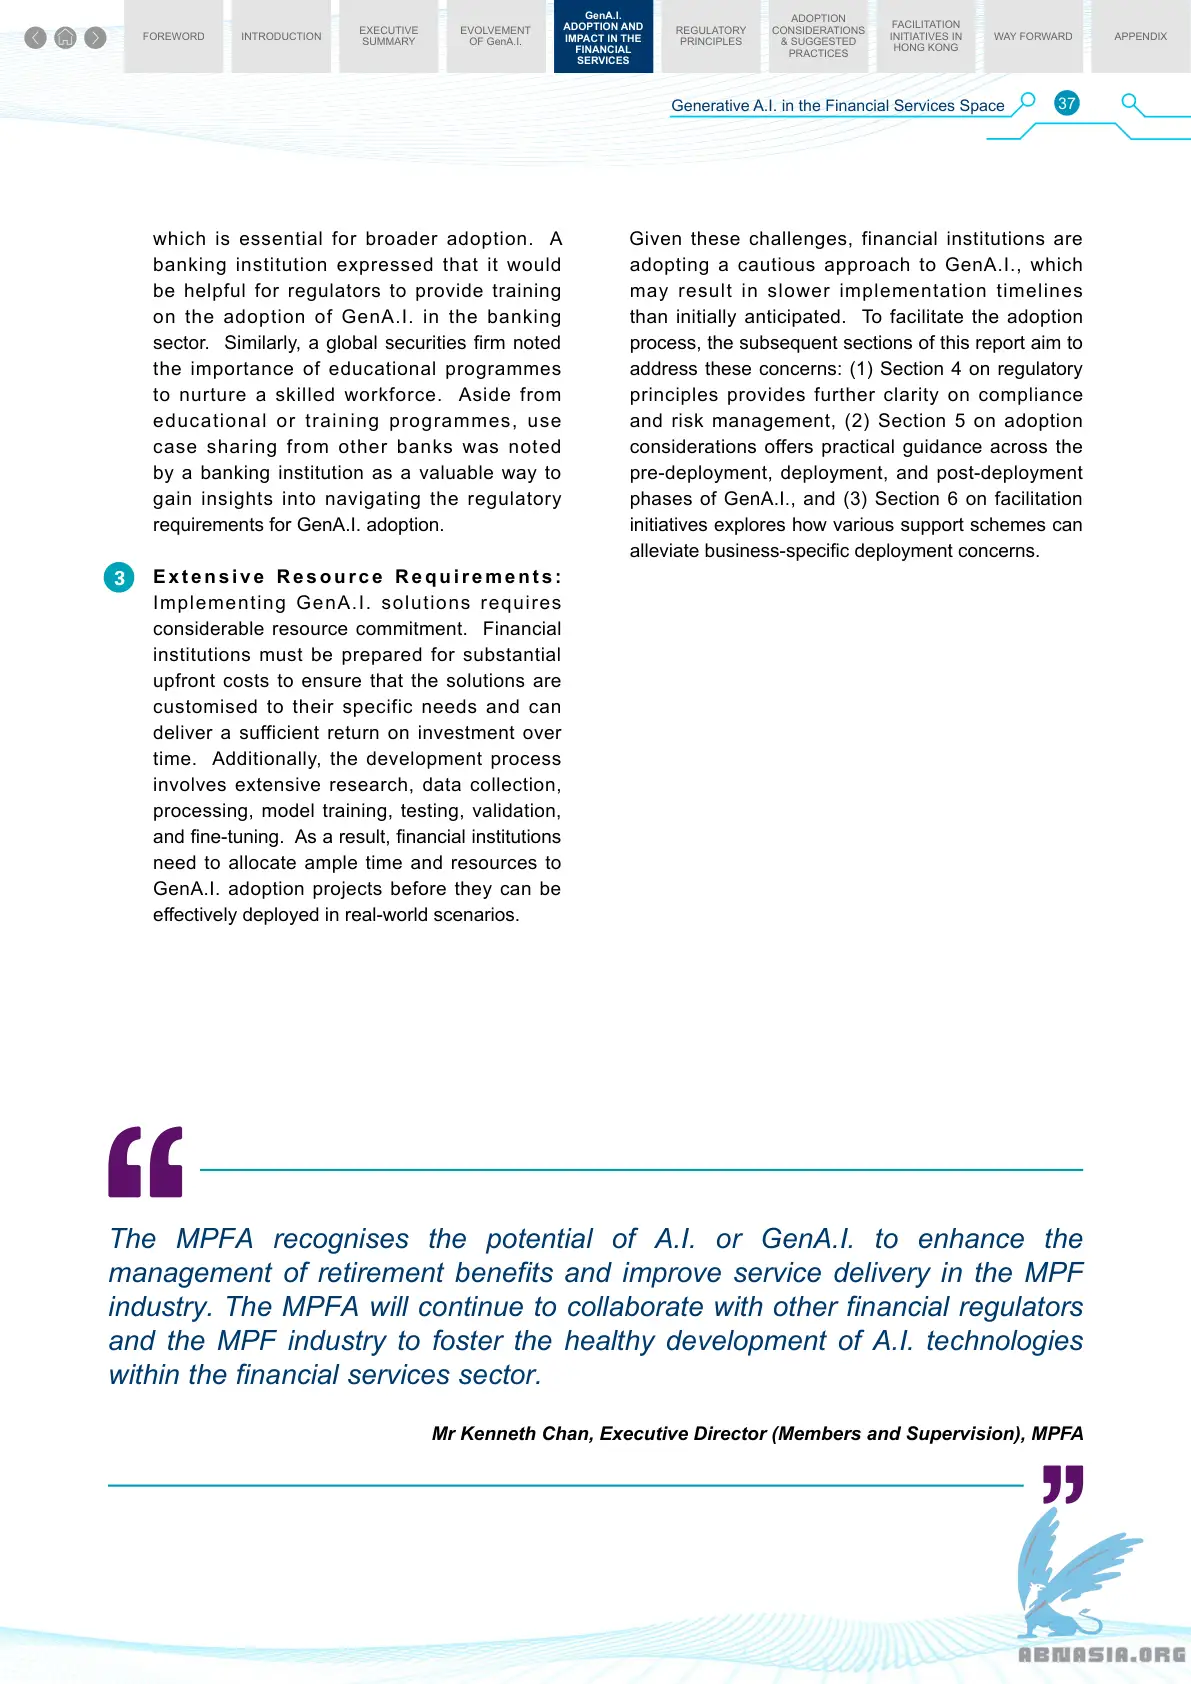 FOREWORD
INTRODUCTION
EXECUTIVE
SUMMARY
EVOLVEMENT
OF GenA.I.
GenA.I.
ADOPTION AND
IMPACT IN THE
FINANCIAL
SERVICES
REGULATORY
PRINCIPLES
ADOPTION
CONSIDERATIONS
& SUGGESTED
PRACTICES
FACILITATION
INITIATIVES IN
HONG KONG
WAY FORWARD
APPENDIX
Generative A.I. in the Financial Services Space
37
which is essential for broader adoption. A
banking institution expressed that it would
be helpful for regulators to provide training
on the adoption of GenA.I. in the banking
sector. Similarly, a global securities firm noted
the importance of educational programmes
to nurture a skilled workforce. Aside from
educational or training programmes, use
case sharing from other banks was noted
by a banking institution as a valuable way to
gain insights into navigating the regulatory
requirements for GenA.I. adoption.
3
Extensive Resource Requirements:
Implementing GenA.I. solutions requires
considerable resource commitment. Financial
institutions must be prepared for substantial
upfront costs to ensure that the solutions are
customised to their specific needs and can
deliver a sufficient return on investment over
time. Additionally, the development process
involves extensive research, data collection,
processing, model training, testing, validation,
and fine-tuning. As a result, financial institutions
need to allocate ample time and resources to
GenA.I. adoption projects before they can be
effectively deployed in real-world scenarios.
Given these challenges, financial institutions are
adopting a cautious approach to GenA.I., which
may result in slower implementation timelines
than initially anticipated. To facilitate the adoption
process, the subsequent sections of this report aim to
address these concerns: (1) Section 4 on regulatory
principles provides further clarity on compliance
and risk management, (2) Section 5 on adoption
considerations offers practical guidance across the
pre-deployment, deployment, and post-deployment
phases of GenA.I., and (3) Section 6 on facilitation
initiatives explores how various support schemes can
alleviate business-specific deployment concerns.
“
The MPFA recognises the potential of A.I. or GenA.I. to enhance the
management of retirement benefits and improve service delivery in the MPF
industry. The MPFA will continue to collaborate with other financial regulators
and the MPF industry to foster the healthy development of A.I. technologies
within the financial services sector.
Mr Kenneth Chan, Executive Director (Members and Supervision), MPFA
”
ABNASIA.ORG